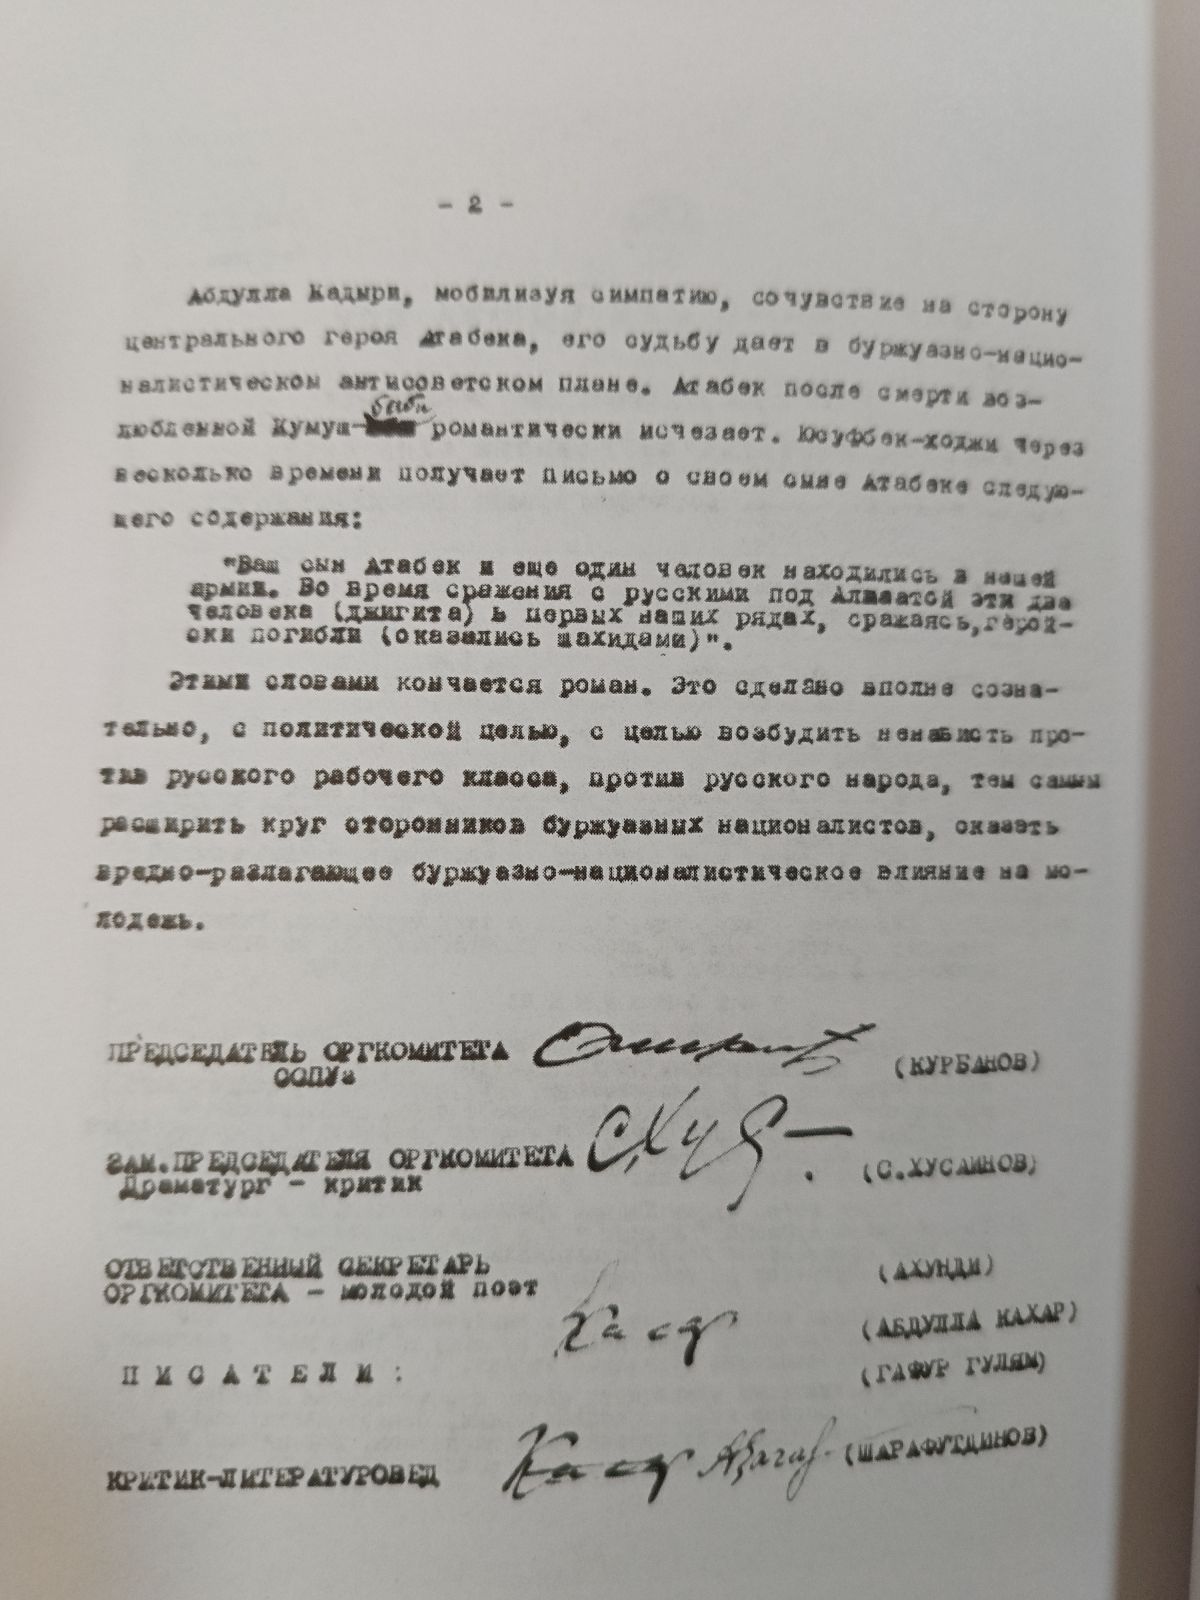 - 2 -
Абдулла Кадыри, мобилизуя симпатию, сочувствие на сторону
центрального героя Атабека, его судьбу дает в буржуазно-нацио-
налистическом антисоветском плане. Атабек после смерти воз-
биби
любленной Кумуш- романтически исчезает. Юсуфбек-ходжи через
несколько времени получает письмо о своем сыне Атабеке следую-
щего содержания:
"Ваш сын Атабек и еще один человек находились в нашей
армии. Во время сражения с русскими под Алмаатой эти два
человека (джигита) в первых наших рядах, сражаясь, герой-
ски погибли (оказались шахидами)".
Этими словами кончается роман. Это сделано вполне созна-
тельно, с политической целью, с целью возбудить ненависть про-
тив русского рабочего класса, против русского народа, тем самым
расширить круг сторонников буржуазных националистов, оказать
вредно-разлагающее буржуазно-националистическое влияние на мо-
лодежь.
ПРЕДСЕДАТЕЛЬ ОРГКОМИТЕТА (КУРБАНОВ)
ССПУз
ЗАМ.ПРЕДСЕДАТЕЛЯ ОРГКОМИТЕТА С.Ху (С.ХУСАИНОВ)
Драматург - критик
ОТВЕТСТВЕННЫЙ СЕКРЕТАРЬ (АХУНДИ)
ОРГКОМИТЕТА - молодой поэт
(АБДУЛЛА КАХАР)
П И С А Т Е Л И : (ГАФУР ГУЛЯМ)
КРИТИК-ЛИТЕРАТУРОВЕД (ШАРАФУТДИНОВ)